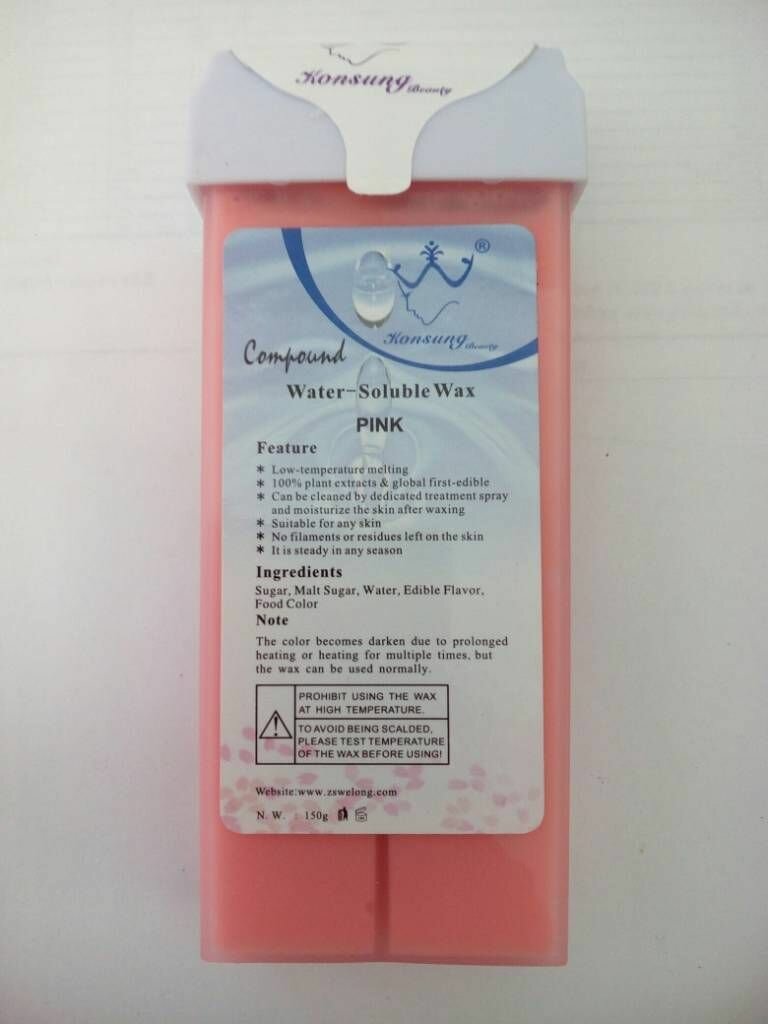 Konsung Beauty
®
Konsung Beauty
Compound
Water-Soluble Wax
PINK
Feature
* Low-temperature melting
* 100% plant extracts & global first-edible
* Can be cleaned by dedicated treatment spray
and moisturize the skin after waxing
* Suitable for any skin
* No filaments or residues left on the skin
* It is steady in any season
Ingredients
Sugar, Malt Sugar, Water, Edible Flavor,
Food Color
Note
The color becomes darken due to prolonged
heating or heating for multiple times, but
the wax can be used normally.
PROHIBIT USING THE WAX
AT HIGH TEMPERATURE.
TO AVOID BEING SCALDED,
PLEASE TEST TEMPERATURE
OF THE WAX BEFORE USING!
Website:www.zswelong.com
N. W. : 150g